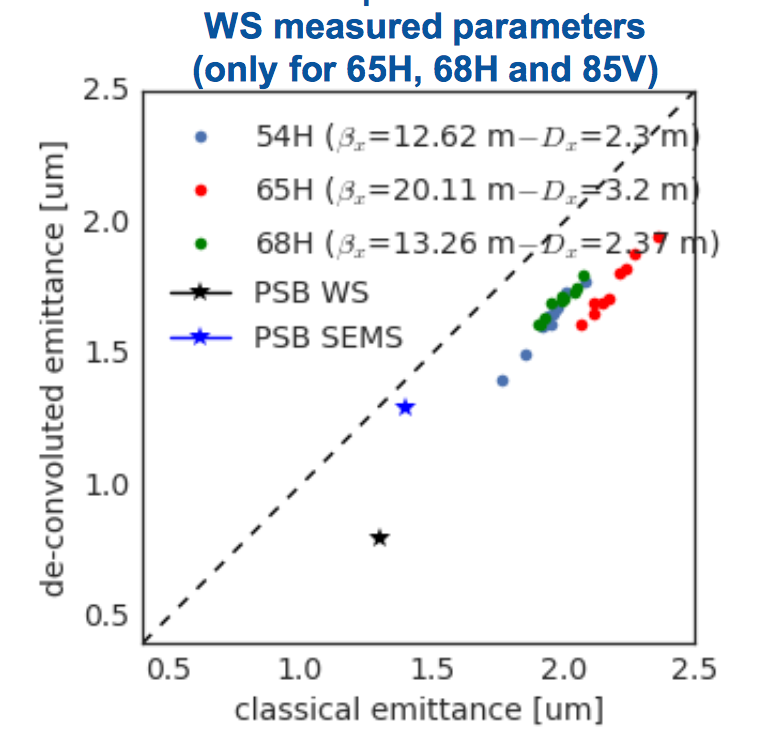 WS measured parameters
(only for 65H, 68H and 85V)
2.5
2.0
1.5
1.0
0.5
de-convoluted emittance [um]
54H (βx=12.62 m−Dx=2.3 m)
65H (βx=20.11 m−Dx=3.2 m)
68H (βx=13.26 m−Dx=2.37 m)
PSB WS
PSB SEMS
0.5 1.0 1.5 2.0 2.5
classical emittance [um]